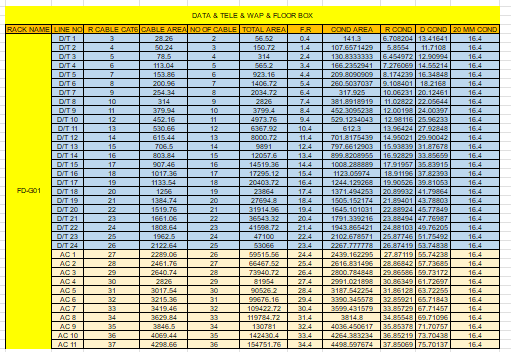 DATA & TELE & WAP & FLOOR BOX
RACK NAME LINE NO R CABLE CAT6 CABLE AREA NO OF CABLE TOTAL AREA F.R COND AREA R COND D COND 20 MM COND
D/T 1 3 28.26 2 56.52 0.4 141.3 6.708204 13.41641 16.4
D/T 2 4 50.24 3 150.72 1.4 107.6571429 5.8554 11.7108 16.4
D/T 3 5 78.5 4 314 2.4 130.8333333 6.454972 12.90994 16.4
D/T 4 6 113.04 5 565.2 3.4 166.2352941 7.276069 14.55214 16.4
D/T 5 7 153.86 6 923.16 4.4 209.8090909 8.174239 16.34848 16.4
D/T 6 8 200.96 7 1406.72 5.4 260.5037037 9.108401 18.2168 16.4
D/T 7 9 254.34 8 2034.72 6.4 317.925 10.06231 20.12461 16.4
D/T 8 10 314 9 2826 7.4 381.8918919 11.02822 22.05644 16.4
D/T 9 11 379.94 10 3799.4 8.4 452.3095238 12.00198 24.00397 16.4
D/T 10 12 452.16 11 4973.76 9.4 529.1234043 12.98116 25.96233 16.4
D/T 11 13 530.66 12 6367.92 10.4 612.3 13.96424 27.92848 16.4
D/T 12 14 615.44 13 8000.72 11.4 701.8175439 14.95021 29.90042 16.4
D/T 13 15 706.5 14 9891 12.4 797.6612903 15.93839 31.87678 16.4
D/T 14 16 803.84 15 12057.6 13.4 899.8208955 16.92829 33.85659 16.4
D/T 15 17 907.46 16 14519.36 14.4 1008.288889 17.91957 35.83915 16.4
D/T 16 18 1017.36 17 17295.12 15.4 1123.05974 18.91196 37.82393 16.4
D/T 17 19 1133.54 18 20403.72 16.4 1244.129268 19.90526 39.81053 16.4
FD-G01 D/T 18 20 1256 19 23864 17.4 1371.494253 20.89932 41.79864 16.4
D/T 19 21 1384.74 20 27694.8 18.4 1505.152174 21.89401 43.78803 16.4
D/T 20 22 1519.76 21 31914.96 19.4 1645.101031 22.88924 45.77849 16.4
D/T 21 23 1661.06 22 36543.32 20.4 1791.339216 23.88494 47.76987 16.4
D/T 22 24 1808.64 23 41598.72 21.4 1943.865421 24.88103 49.76205 16.4
D/T 23 25 1962.5 24 47100 22.4 2102.678571 25.87746 51.75492 16.4
D/T 24 26 2122.64 25 53066 23.4 2267.777778 26.87419 53.74838 16.4
AC 1 27 2289.06 26 59515.56 24.4 2439.162295 27.87119 55.74238 16.4
AC 2 28 2461.76 27 66467.52 25.4 2616.831496 28.86842 57.73685 16.4
AC 3 29 2640.74 28 73940.72 26.4 2800.784848 29.86586 59.73172 16.4
AC 4 30 2826 29 81954 27.4 2991.021898 30.86349 61.72697 16.4
AC 5 31 3017.54 30 90526.2 28.4 3187.542254 31.86128 63.72255 16.4
AC 6 32 3215.36 31 99676.16 29.4 3390.345578 32.85921 65.71843 16.4
AC 7 33 3419.46 32 109422.72 30.4 3599.431579 33.85729 67.71457 16.4
AC 8 34 3629.84 33 119784.72 31.4 3814.8 34.85548 69.71096 16.4
AC 9 35 3846.5 34 130781 32.4 4036.450617 35.85378 71.70757 16.4
AC 10 36 4069.44 35 142430.4 33.4 4264.383234 36.85219 73.70438 16.4
AC 11 37 4298.66 36 154751.76 34.4 4498.597674 37.85069 75.70137 16.4